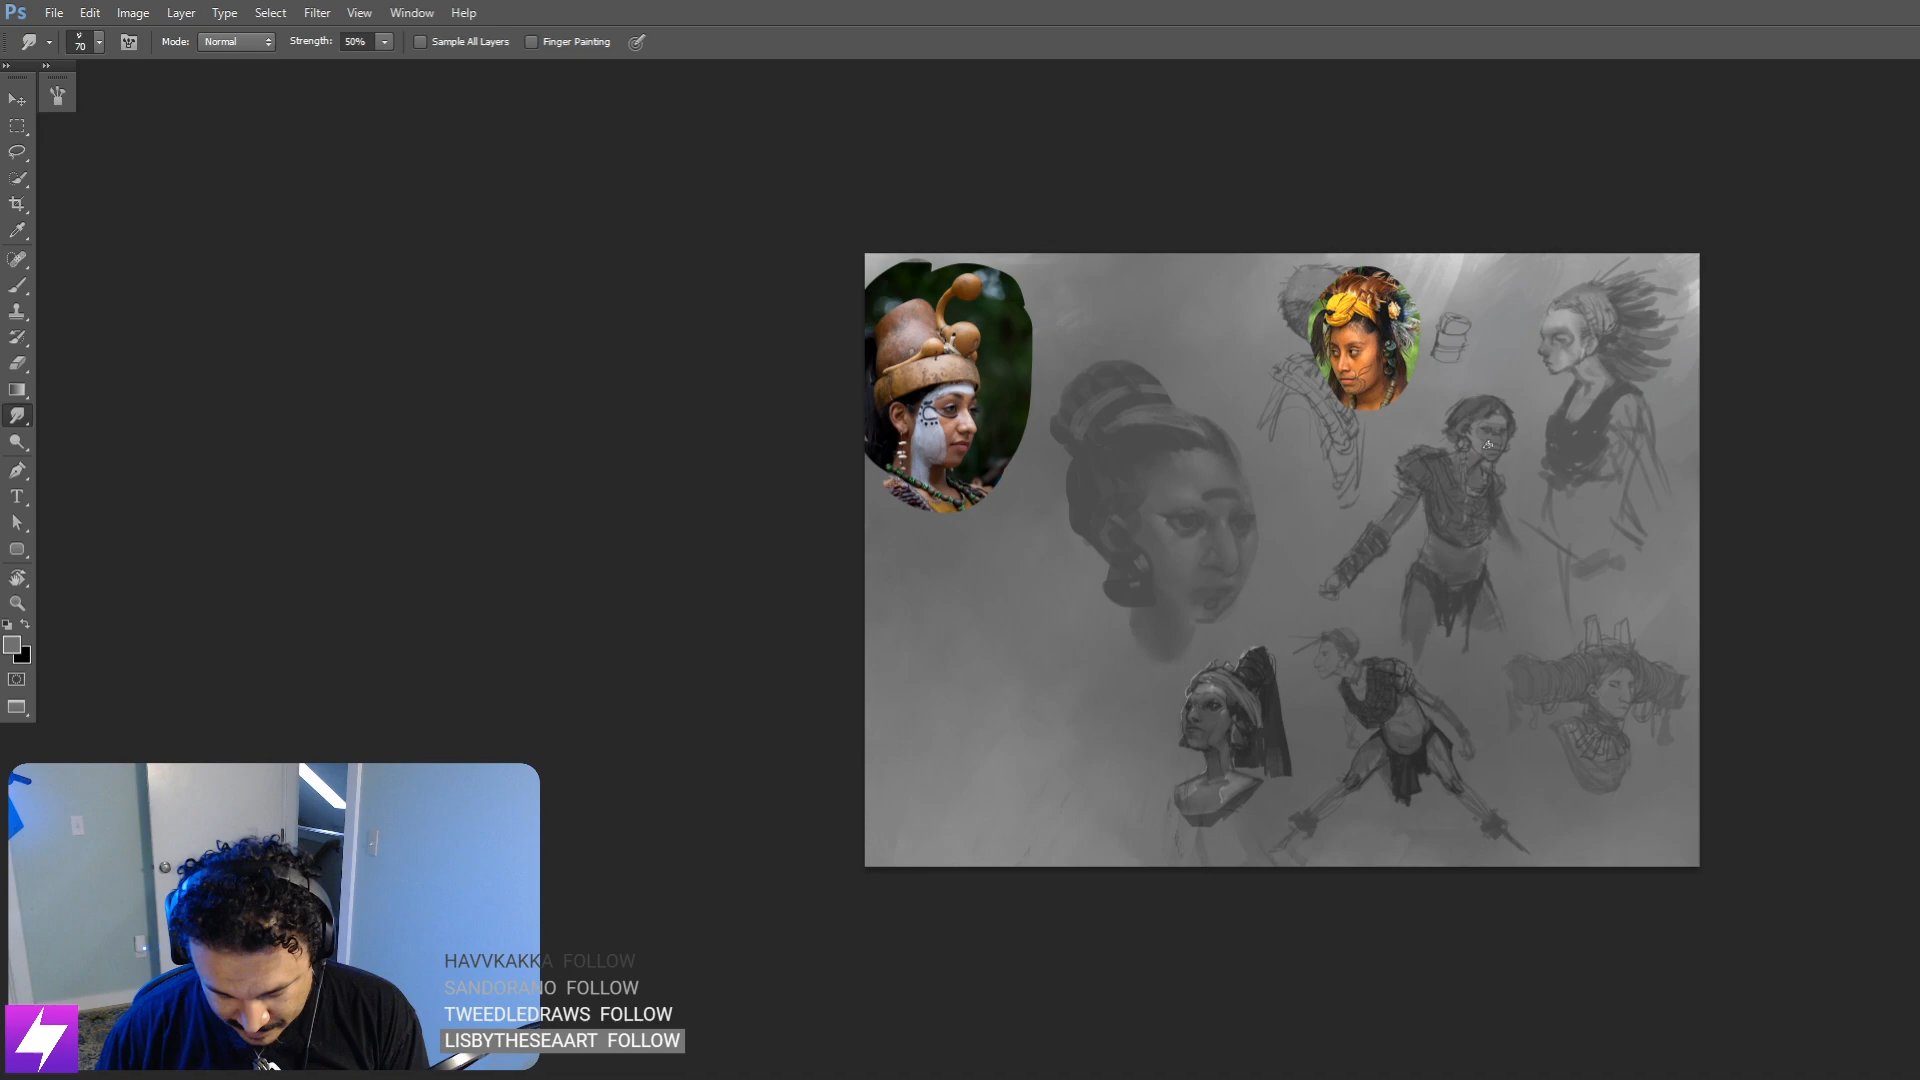 Ps File Edit Image Layer Type Select Filter View Window Help
70 Mode: Normal Strength: 50% Sample All Layers Finger Painting
T
HAVVKAKKA FOLLOW
SANDORANO FOLLOW
TWEEDLEDRAWS FOLLOW
LISBYTHESEAART FOLLOW